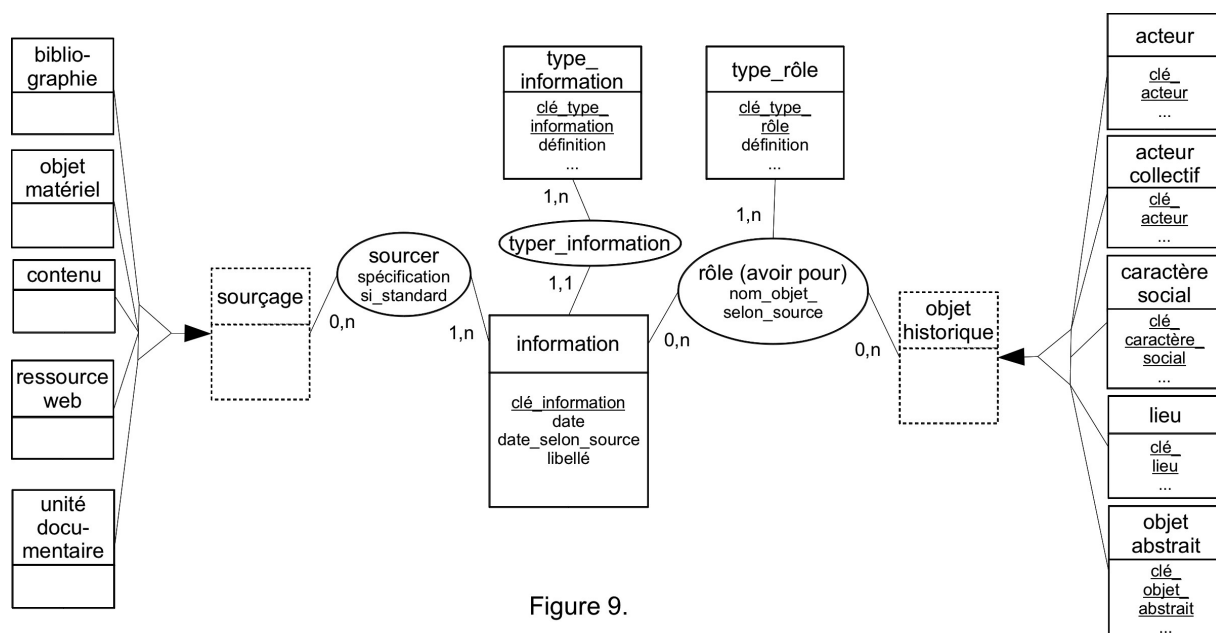 biblio-
graphie
objet
matériel
contenu
ressource
web
unité
docu-
mentaire
sourçage
0,n
sourcer
spécification
si_standard
1,n
type_
information
clé_type_
information
définition
...
1,n
typer_information
1,1
information
clé_information
date
date_selon_source
libellé
type_rôle
clé_type_
rôle
définition
...
1,n
rôle (avoir pour)
nom_objet_
selon_source
0,n
0,n
objet
historique
acteur
clé_
acteur
...
acteur
collectif
clé_
acteur
...
caractère
social
clé_
caractère_
social
...
lieu
clé_
lieu
...
objet
abstrait
clé_
objet_
abstrait
...
Figure 9.